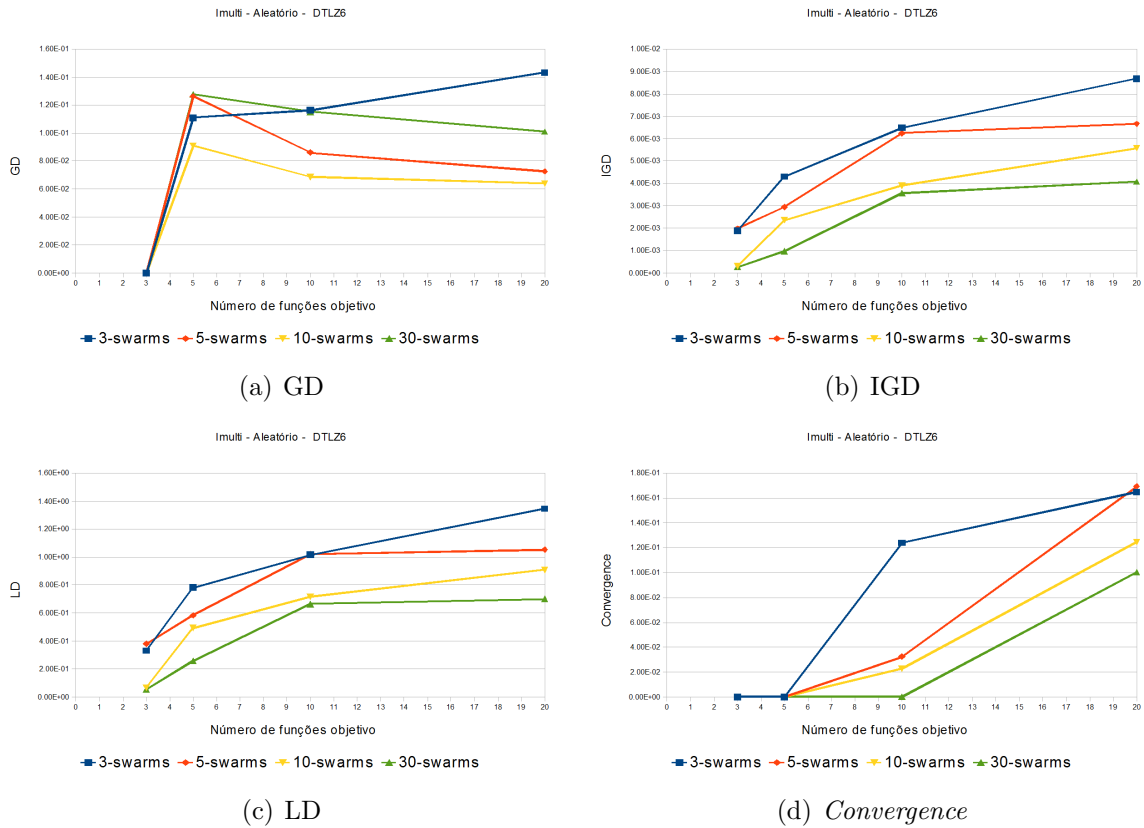 Imulti - Aleatório - DTLZ6
1.60E-01
1.40E-01
1.20E-01
1.00E-01
8.00E-02
6.00E-02
4.00E-02
2.00E-02
0.00E+00
GD
0 1 2 3 4 5 6 7 8 9 10 11 12 13 14 15 16 17 18 19 20
Número de funções objetivo
3-swarms 5-swarms 10-swarms 30-swarms
(a) GD
Imulti - Aleatório - DTLZ6
1.00E-02
9.00E-03
8.00E-03
7.00E-03
6.00E-03
5.00E-03
4.00E-03
3.00E-03
2.00E-03
1.00E-03
0.00E+00
IGD
0 1 2 3 4 5 6 7 8 9 10 11 12 13 14 15 16 17 18 19 20
Número de funções objetivo
3-swarms 5-swarms 10-swarms 30-swarms
(b) IGD
Imulti - Aleatório - DTLZ6
1.60E+00
1.40E+00
1.20E+00
1.00E+00
8.00E-01
6.00E-01
4.00E-01
2.00E-01
0.00E+00
LD
0 1 2 3 4 5 6 7 8 9 10 11 12 13 14 15 16 17 18 19 20
Número de funções objetivo
3-swarms 5-swarms 10-swarms 30-swarms
(c) LD
Imulti - Aleatório - DTLZ6
1.80E-01
1.60E-01
1.40E-01
1.20E-01
1.00E-01
8.00E-02
6.00E-02
4.00E-02
2.00E-02
0.00E+00
Convergence
0 1 2 3 4 5 6 7 8 9 10 11 12 13 14 15 16 17 18 19 20
Número de funções objetivo
3-swarms 5-swarms 10-swarms 30-swarms
(d) Convergence